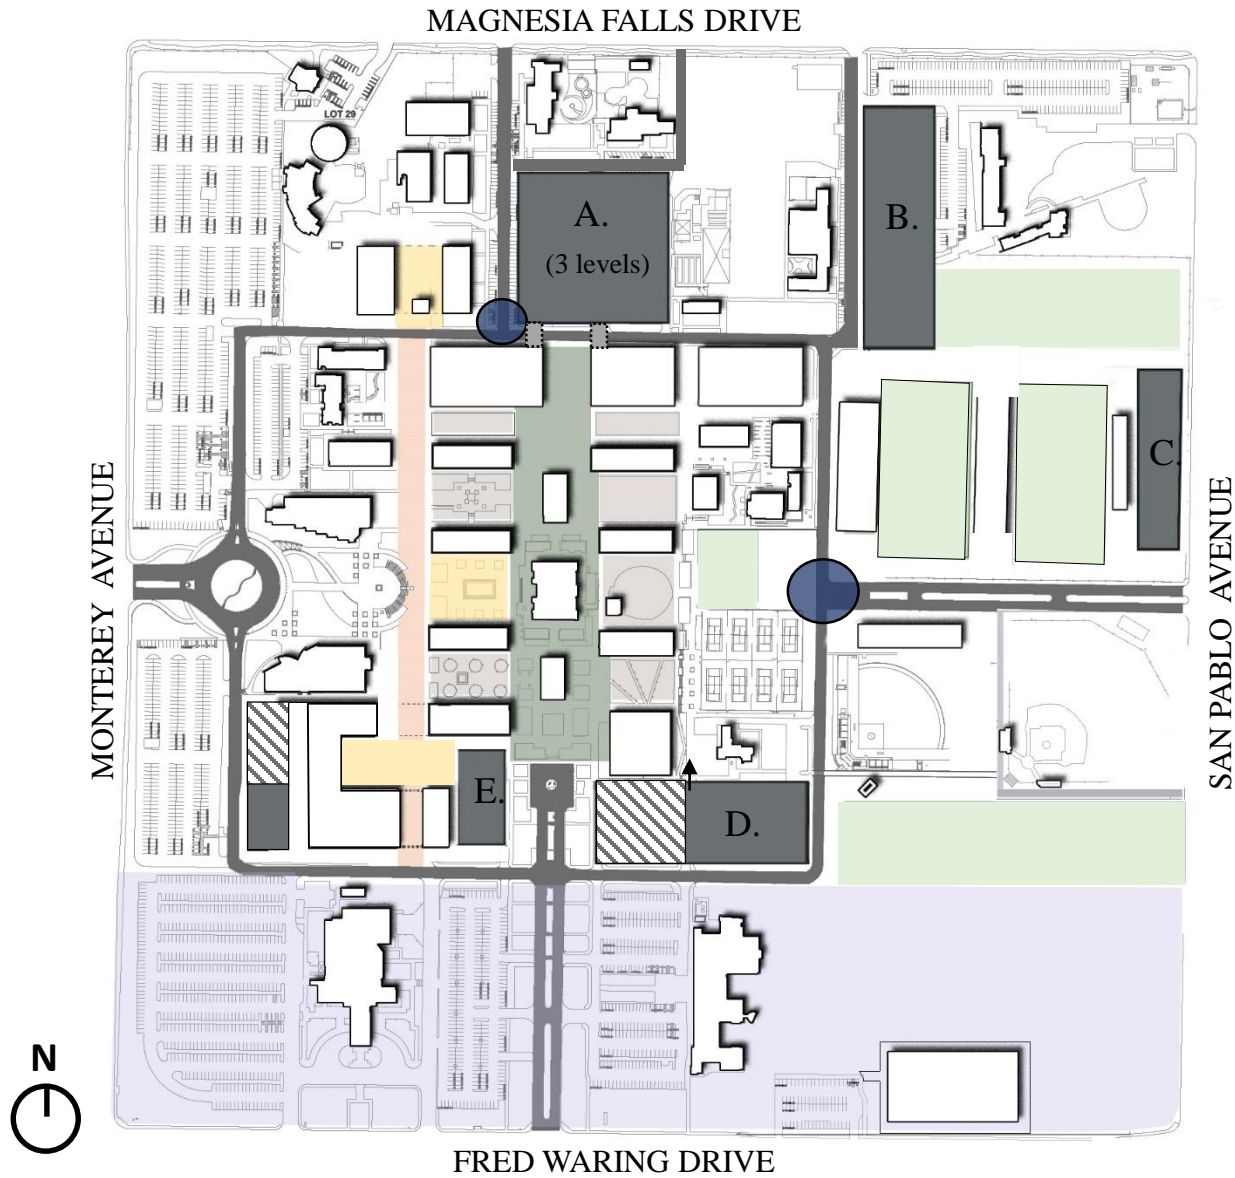 MAGNESIA FALLS DRIVE
LOT 29
A.
(3 levels)
B.
C.
MONTEREY AVENUE
SAN PABLO AVENUE
E.
D.
N
FRED WARING DRIVE